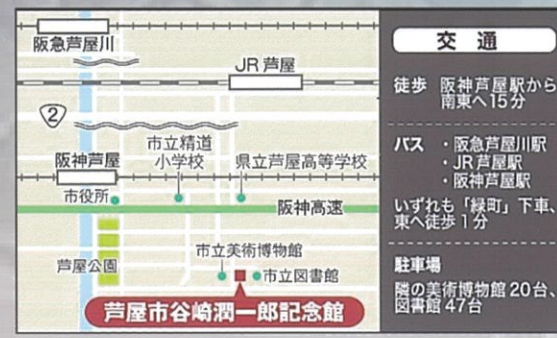 阪急芦屋川
JR 芦屋
2
市立精道
小学校
阪神芦屋
県立芦屋高等学校
市役所
阪神高速
市立美術博物館
芦屋公園
市立図書館
芦屋市谷崎潤一郎記念館
交通
徒歩 阪神芦屋駅から
南東へ15分
バス ・阪急芦屋川駅
・JR芦屋駅
・阪神芦屋駅
いずれも「緑町」下車、
東へ徒歩1分
駐車場
隣の美術博物館20台、
図書館47台